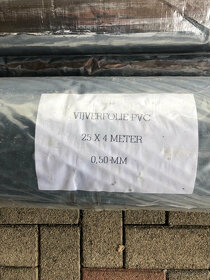 VIJVERFOLIE PVC
25 X 4 METER
0,50 MM